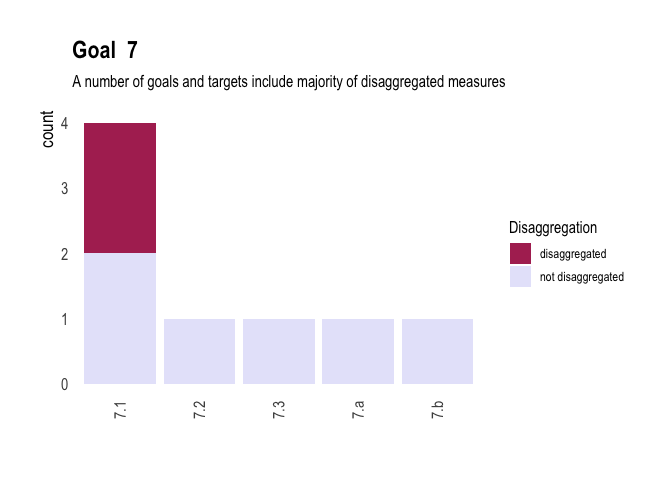 Goal  7
A number of goals and targets include majority of disaggregated measures
count
4
3
2
1
0
7.1
7.2
7.3
7.a
7.b
Disaggregation
disaggregated
not disaggregated